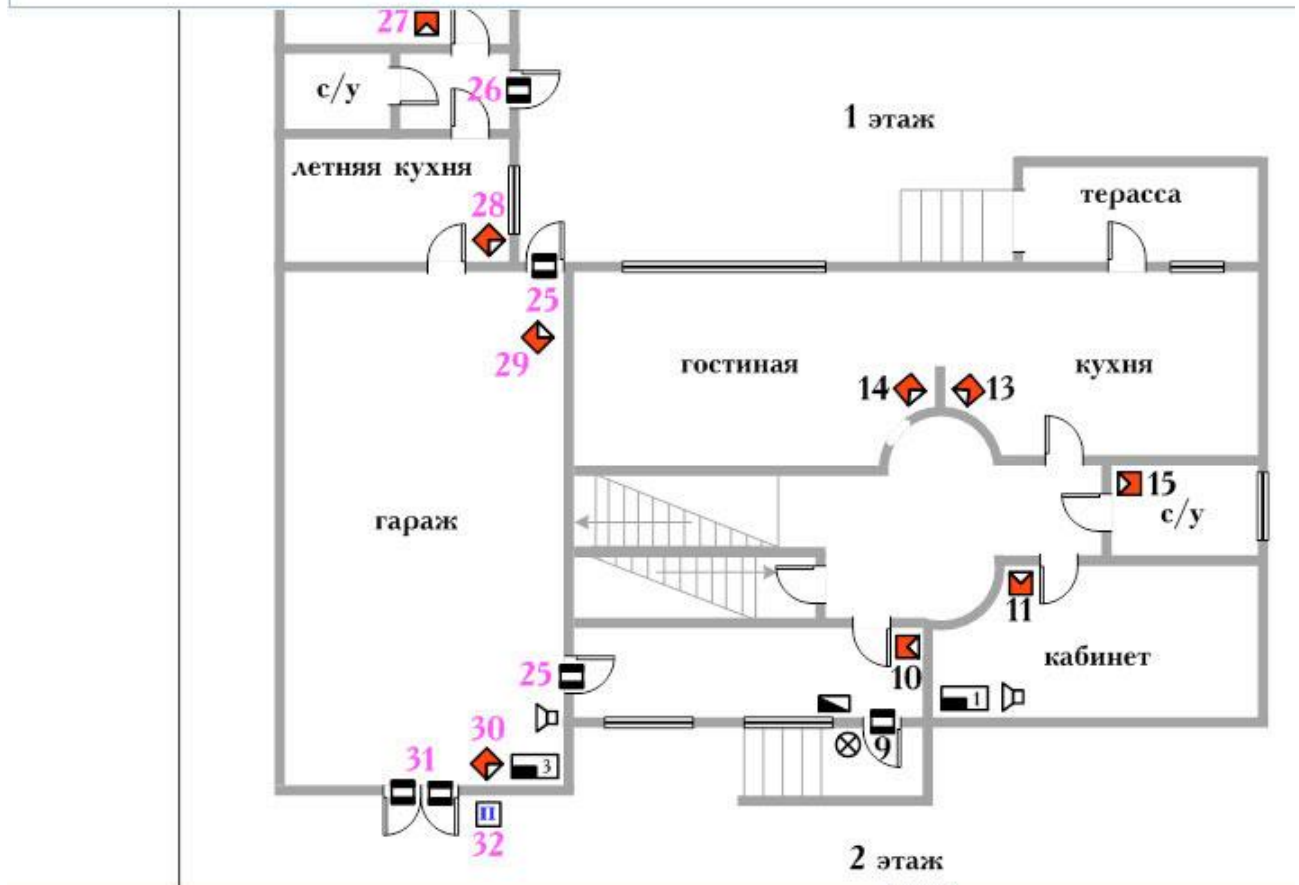 27
с/у
26
1 этаж
летняя кухня
28
терасса
25
29
гостиная
14
13
кухня
15
с/у
гараж
11
кабинет
25
10
1
30
9
3
31
П
32
2 этаж